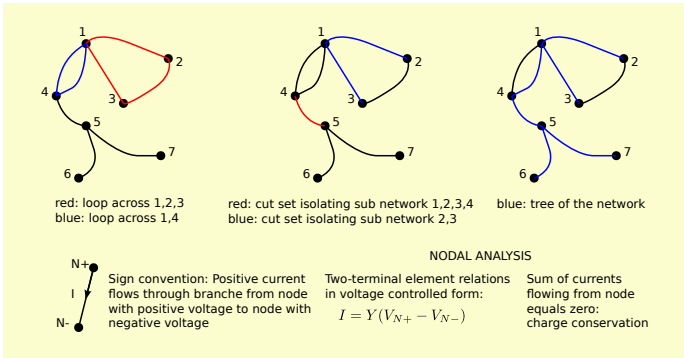 1
2
3
4
5
6
7
1
2
3
4
5
6
7
1
2
3
4
5
6
7
red: loop across 1,2,3
blue: loop across 1,4
red: cut set isolating sub network 1,2,3,4
blue: cut set isolating sub network 2,3
blue: tree of the network
N+
I
N-
Sign convention: Positive current
flows through branche from node
with positive voltage to node with
negative voltage
NODAL ANALYSIS
Two-terminal element relations
in voltage controlled form:
I = Y(V_{N+} − V_{N−})
Sum of currents
flowing from node
equals zero:
charge conservation